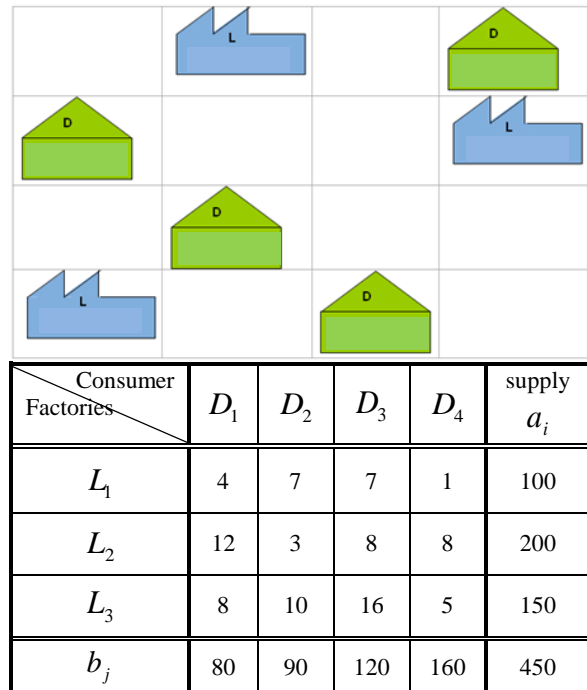 L
D
D
L
D
L
D
Consumer
Factories D₁ D₂ D₃ D₄ supply aᵢ
L₁ 4 7 7 1 100
L₂ 12 3 8 8 200
L₃ 8 10 16 5 150
bⱼ 80 90 120 160 450